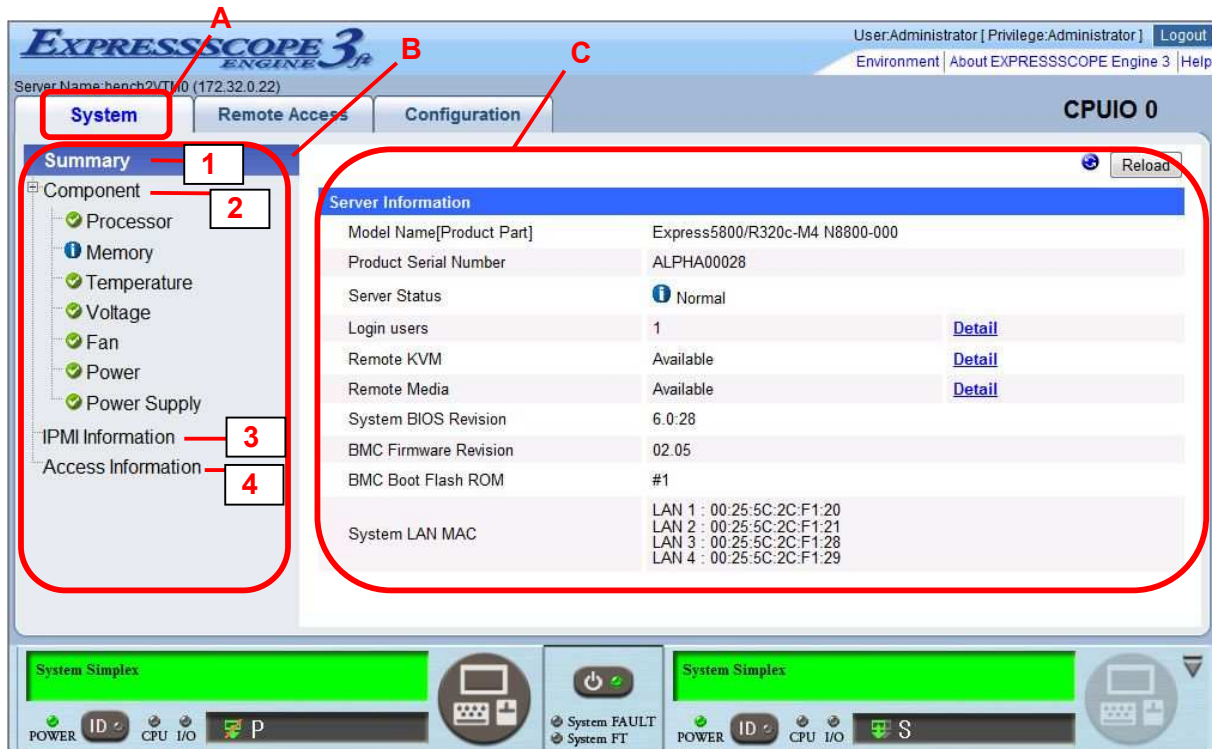 A
EXPRESSSCOPE
ENGINE 3 ft
B
C
User:Administrator [ Privilege:Administrator ] Logout
Environment About EXPRESSSCOPE Engine 3 Help
Server Name:bench2VTM0 (172.32.0.22)
System Remote Access Configuration
CPUIO 0
Summary
1
Component
2
Processor
Memory
Temperature
Voltage
Fan
Power
Power Supply
IPMI Information
3
Access Information
4
Reload
Server Information
Model Name[Product Part] Express5800/R320c-M4 N8800-000
Product Serial Number ALPHA00028
Server Status Normal
Login users 1 Detail
Remote KVM Available Detail
Remote Media Available Detail
System BIOS Revision 6.0:28
BMC Firmware Revision 02.05
BMC Boot Flash ROM #1
System LAN MAC
LAN 1 : 00:25:5C:2C:F1:20
LAN 2 : 00:25:5C:2C:F1:21
LAN 3 : 00:25:5C:2C:F1:28
LAN 4 : 00:25:5C:2C:F1:29
System Simplex
POWER ID CPU I/O P
System FAULT
System FT
System Simplex
POWER ID CPU I/O S